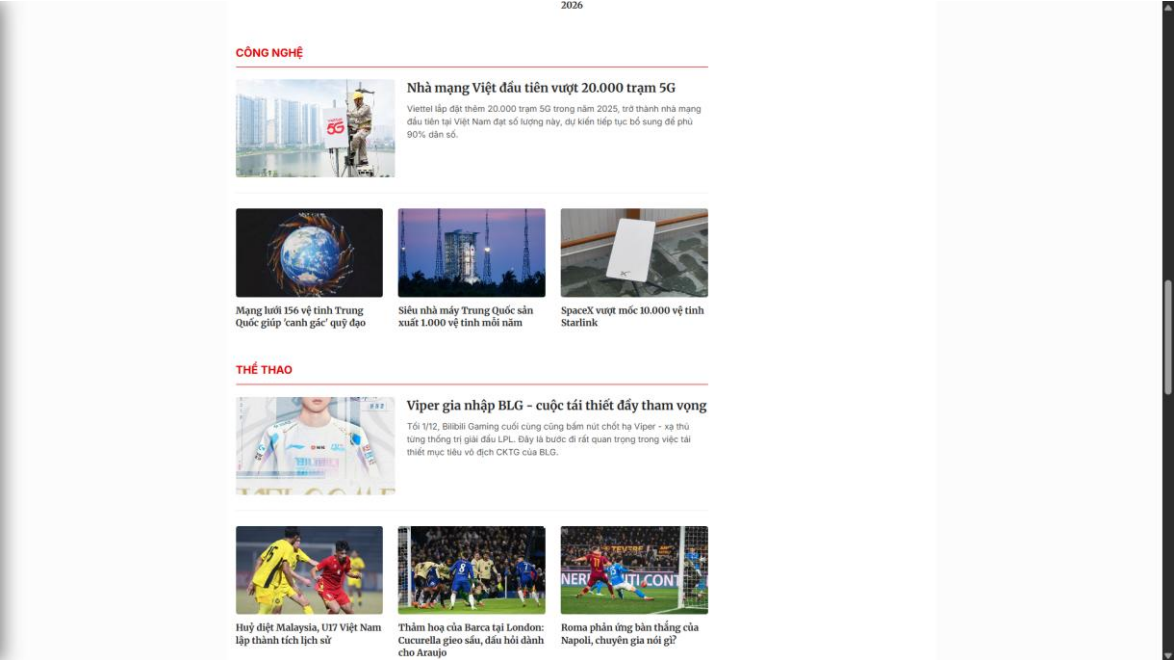 2026
CÔNG NGHỆ
Nhà mạng Việt đầu tiên vượt 20.000 trạm 5G
Viettel lắp đặt thêm 20.000 trạm 5G trong năm 2025, trở thành nhà mạng
đầu tiên tại Việt Nam đạt số lượng này, dự kiến tiếp tục bổ sung để phủ
90% dân số.
5G
Mạng lưới 156 vệ tinh Trung
Quốc giúp 'canh gác' quỹ đạo
Siêu nhà máy Trung Quốc sản
xuất 1.000 vệ tinh mỗi năm
SpaceX vượt mốc 10.000 vệ tinh
Starlink
THỂ THAO
Viper gia nhập BLG - cuộc tái thiết đầy tham vọng
Tối 1/12, Bilibili Gaming cuối cùng cũng bấm nút chốt hạ Viper - xạ thủ
từng thống trị giải đấu LPL. Đây là bước đi rất quan trọng trong việc tái
thiết mục tiêu vô địch CKTG của BLG.
Huỷ diệt Malaysia, U17 Việt Nam
lập thành tích lịch sử
Thảm hoạ của Barca tại London:
Cucurella gieo sầu, dấu hỏi dành
cho Araujo
Roma phản ứng bàn thắng của
Napoli, chuyên gia nói gì?